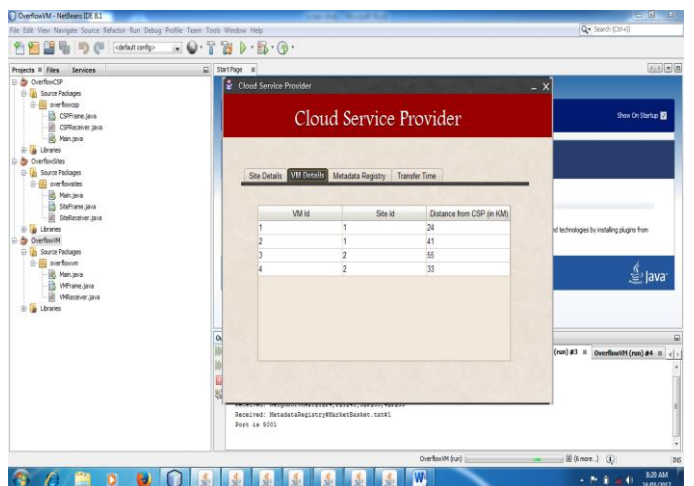 OverflowVM - NetBeans IDE 8.1
File Edit View Navigate Source Refactor Run Debug Profile Team Tools Window Help
Search (Ctrl+I)
<default config>
Projects Files Services
Start Page
OverflowCSP
Source Packages
overflowcsp
CSPFrame.java
CSPReceiver.java
Main.java
Libraries
OverflowSites
Source Packages
overflowsites
Main.java
SiteFrame.java
SiteReceiver.java
Libraries
OverflowVM
Source Packages
overflowvm
Main.java
VMFrame.java
VMReceiver.java
Libraries
Show On Startup
nd technologies by installing plugins from
Java
Cloud Service Provider
Cloud Service Provider
Site Details VM Details Metadata Registry Transfer Time
VM Id Site Id Distance from CSP (in KM)
1 1 24
2 1 41
3 2 55
4 2 33
(run) #3 OverflowVM (run) #4
Received: MetadataRegistry#MarketBasket.txt#1
Port is 5001
OverflowVM (run)
(6 more...)
INS
8:20 AM